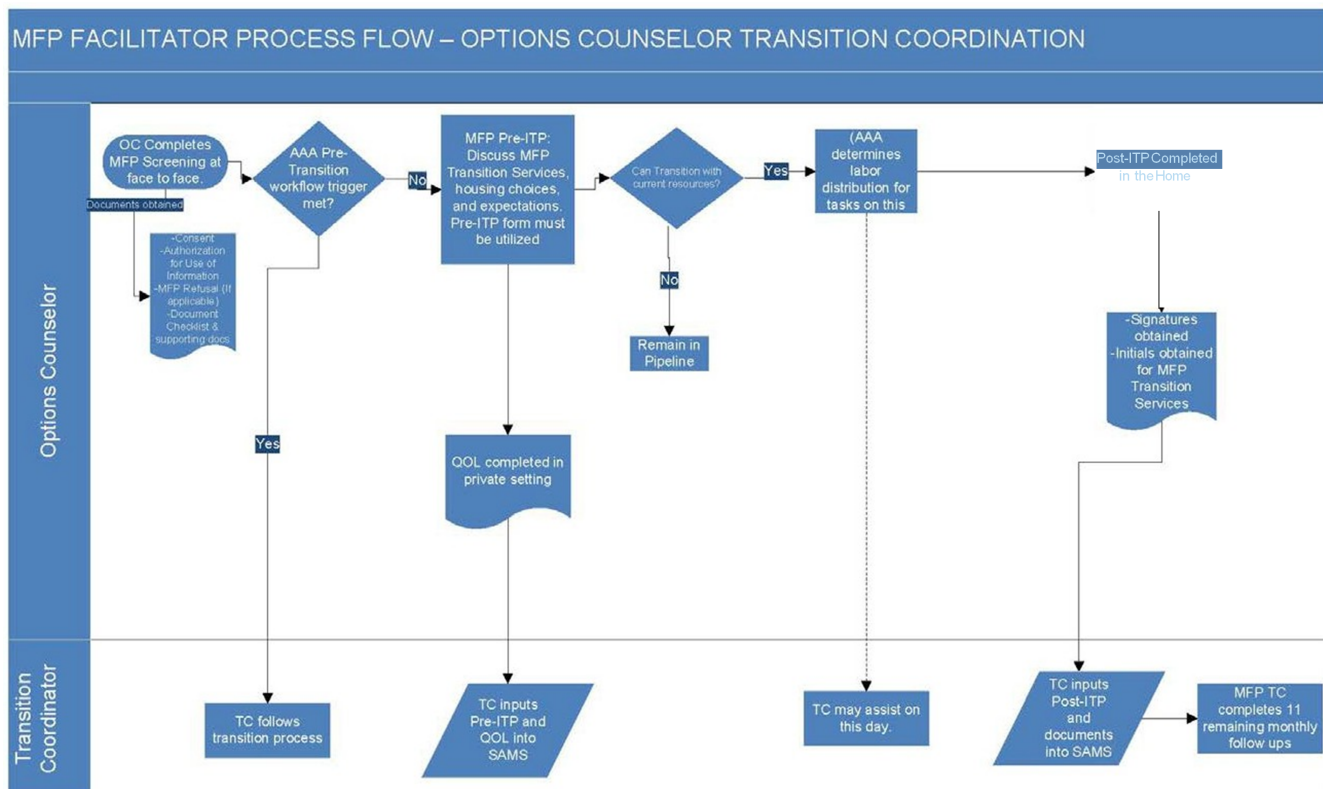 MFP FACILITATOR PROCESS FLOW – OPTIONS COUNSELOR TRANSITION COORDINATION
Options Counselor
OC Completes
MFP Screening at
face to face.
Documents obtained
-Consent
-Authorization
for Use of
Information
-MFP Refusal (If
applicable)
-Document
Checklist &
supporting docs
AAA Pre-
Transition
workflow trigger
met?
No
Yes
MFP Pre-ITP:
Discuss MFP
Transition Services,
housing choices,
and expectations.
Pre-ITP form must
be utilized
QOL completed in
private setting
Can Transition with
current resources?
Yes
No
Remain in
Pipeline
(AAA
determines
labor
distribution for
tasks on this
Post-ITP Completed
in the Home
-Signatures
obtained
-Initials obtained
for MFP
Transition
Services
Transition
Coordinator
TC follows
transition process
TC inputs
Pre-ITP and
QOL into
SAMS
TC may assist on
this day.
TC inputs
Post-ITP
and
documents
into SAMS
MFP TC
completes 11
remaining monthly
follow ups